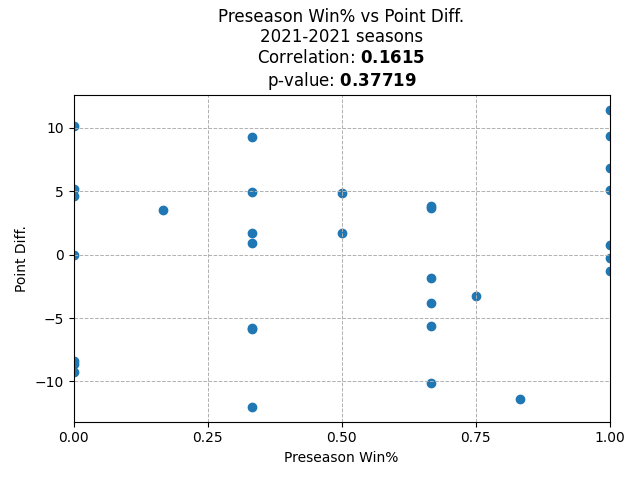 Preseason Win% vs Point Diff.
2021-2021 seasons
Correlation: 0.1615
p-value: 0.37719
10
5
0
−5
−10
Point Diff.
0.00 0.25 0.50 0.75 1.00
Preseason Win%